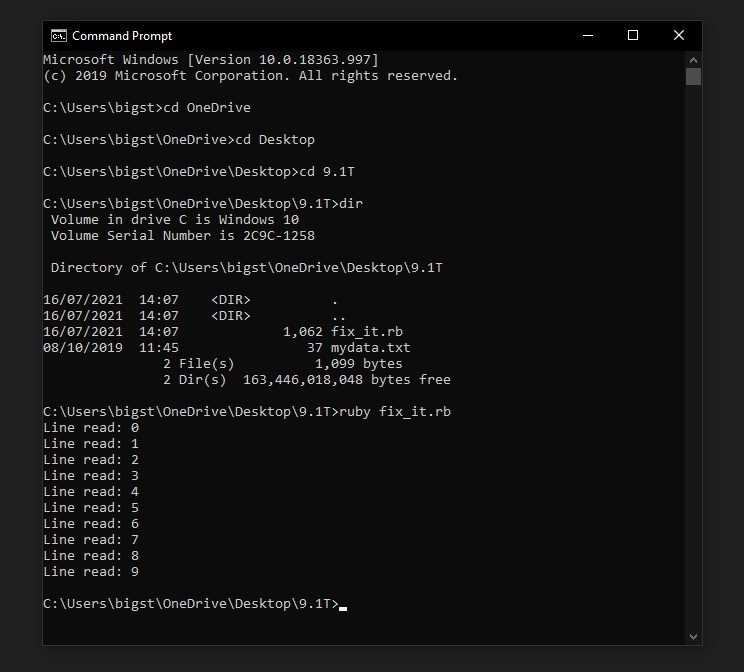 Command Prompt
Microsoft Windows [Version 10.0.18363.997]
(c) 2019 Microsoft Corporation. All rights reserved.
C:\Users\bigst>cd OneDrive
C:\Users\bigst\OneDrive>cd Desktop
C:\Users\bigst\OneDrive\Desktop>cd 9.1T
C:\Users\bigst\OneDrive\Desktop\9.1T>dir
 Volume in drive C is Windows 10
 Volume Serial Number is 2C9C-1258
 Directory of C:\Users\bigst\OneDrive\Desktop\9.1T
16/07/2021  14:07    <DIR>          .
16/07/2021  14:07    <DIR>          ..
16/07/2021  14:07             1,062 fix_it.rb
08/10/2019  11:45                37 mydata.txt
               2 File(s)          1,099 bytes
               2 Dir(s)  163,446,018,048 bytes free
C:\Users\bigst\OneDrive\Desktop\9.1T>ruby fix_it.rb
Line read: 0
Line read: 1
Line read: 2
Line read: 3
Line read: 4
Line read: 5
Line read: 6
Line read: 7
Line read: 8
Line read: 9
C:\Users\bigst\OneDrive\Desktop\9.1T>